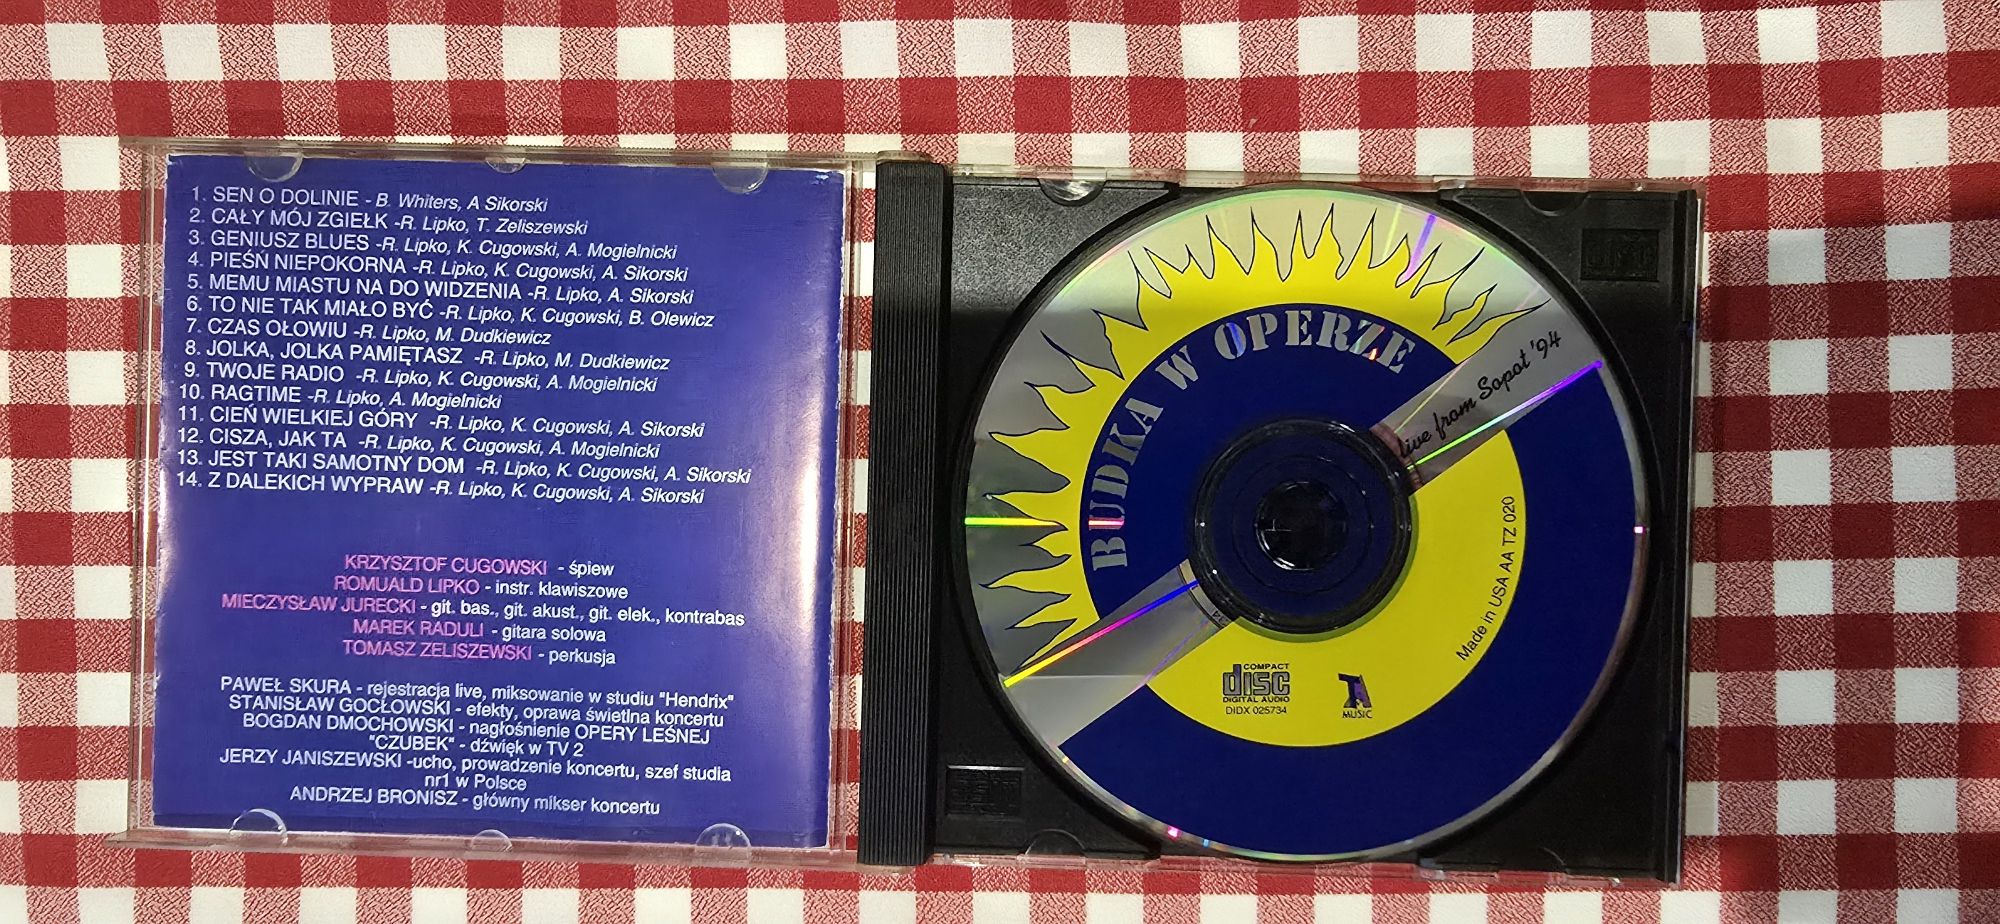 1. SEN O DOLINIE - B. Whiters, A Sikorski
2. CAŁY MÓJ ZGIEŁK -R. Lipko, T. Zeliszewski
3. GENIUSZ BLUES -R. Lipko, K. Cugowski, A. Mogielnicki
4. PIEŚŃ NIEPOKORNA -R. Lipko, K. Cugowski, A. Sikorski
5. MEMU MIASTU NA DO WIDZENIA -R. Lipko, A. Sikorski
6. TO NIE TAK MIAŁO BYĆ -R. Lipko, K. Cugowski, B. Olewicz
7. CZAS OŁOWIU -R. Lipko, M. Dudkiewicz
8. JOLKA, JOLKA PAMIĘTASZ -R. Lipko, M. Dudkiewicz
9. TWOJE RADIO -R. Lipko, K. Cugowski, A. Mogielnicki
10. RAGTIME -R. Lipko, A. Mogielnicki
11. CIEŃ WIELKIEJ GÓRY -R. Lipko, K. Cugowski, A. Sikorski
12. CISZA, JAK TA -R. Lipko, K. Cugowski, A. Mogielnicki
13. JEST TAKI SAMOTNY DOM -R. Lipko, K. Cugowski, A. Sikorski
14. Z DALEKICH WYPRAW -R. Lipko, K. Cugowski, A. Sikorski
KRZYSZTOF CUGOWSKI - śpiew
ROMUALD LIPKO - instr. klawiszowe
MIECZYSŁAW JURECKI - git. bas., git. akust., git. elek., kontrabas
MAREK RADULI - gitara solowa
TOMASZ ZELISZEWSKI - perkusja
PAWEŁ SKURA - rejestracja live, miksowanie w studiu "Hendrix"
STANISŁAW GOCŁOWSKI - efekty, oprawa świetlna koncertu
BOGDAN DMOCHOWSKI - nagłośnienie OPERY LEŚNEJ
"CZUBEK" - dźwięk w TV 2
JERZY JANISZEWSKI -ucho, prowadzenie koncertu, szef studia
nr1 w Polsce
ANDRZEJ BRONISZ - główny mikser koncertu
BUDKA W OPERZE
live from Sopot '94
Made in USA AA TZ 020
COMPACT
disc
DIGITAL AUDIO
DIDX 025734
TA
MUSIC